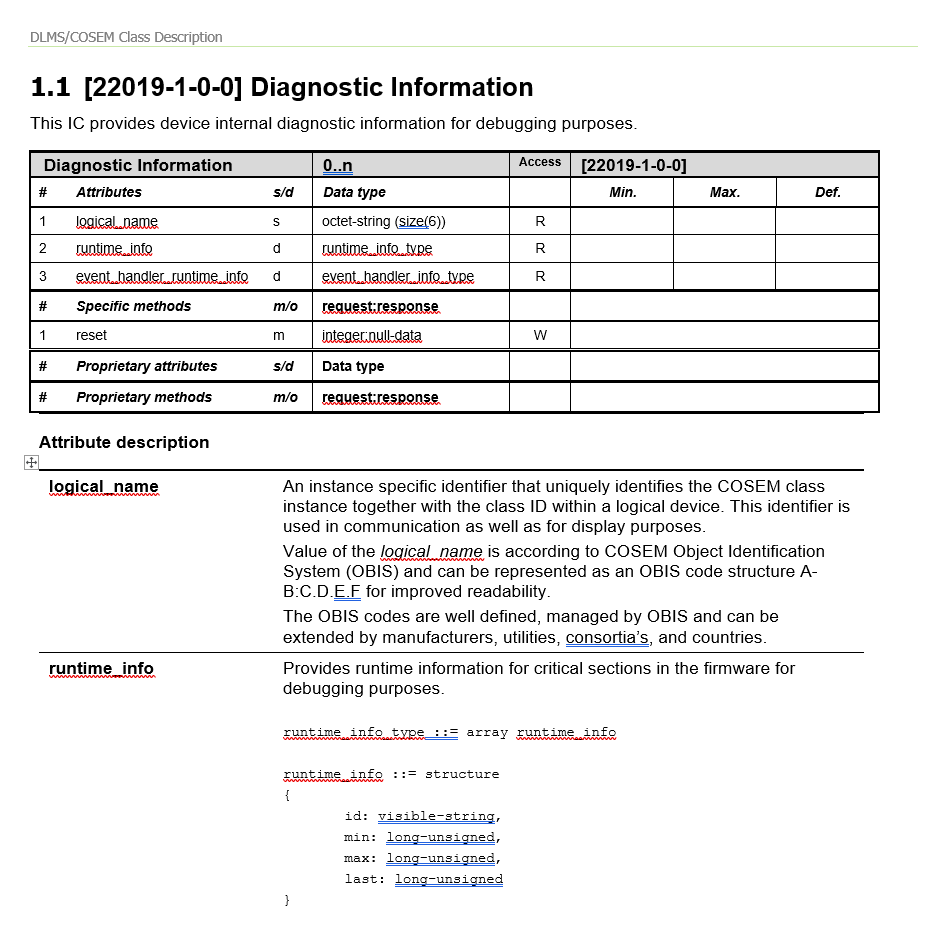 DLMS/COSEM Class Description
1.1 [22019-1-0-0] Diagnostic Information
This IC provides device internal diagnostic information for debugging purposes.
Diagnostic Information 0..n Access [22019-1-0-0]
# Attributes s/d Data type Min. Max. Def.
1 logical_name s octet-string (size(6)) R
2 runtime_info d runtime_info_type R
3 event_handler_runtime_info d event_handler_info_type R
# Specific methods m/o request:response
1 reset m integer:null-data W
# Proprietary attributes s/d Data type
# Proprietary methods m/o request:response
Attribute description
logical_name An instance specific identifier that uniquely identifies the COSEM class
instance together with the class ID within a logical device. This identifier is
used in communication as well as for display purposes.
Value of the logical_name is according to COSEM Object Identification
System (OBIS) and can be represented as an OBIS code structure A-
B:C.D.E.F for improved readability.
The OBIS codes are well defined, managed by OBIS and can be
extended by manufacturers, utilities, consortia's, and countries.
runtime_info Provides runtime information for critical sections in the firmware for
debugging purposes.
runtime_info_type ::= array runtime_info
runtime_info ::= structure
{
id: visible-string,
min: long-unsigned,
max: long-unsigned,
last: long-unsigned
}